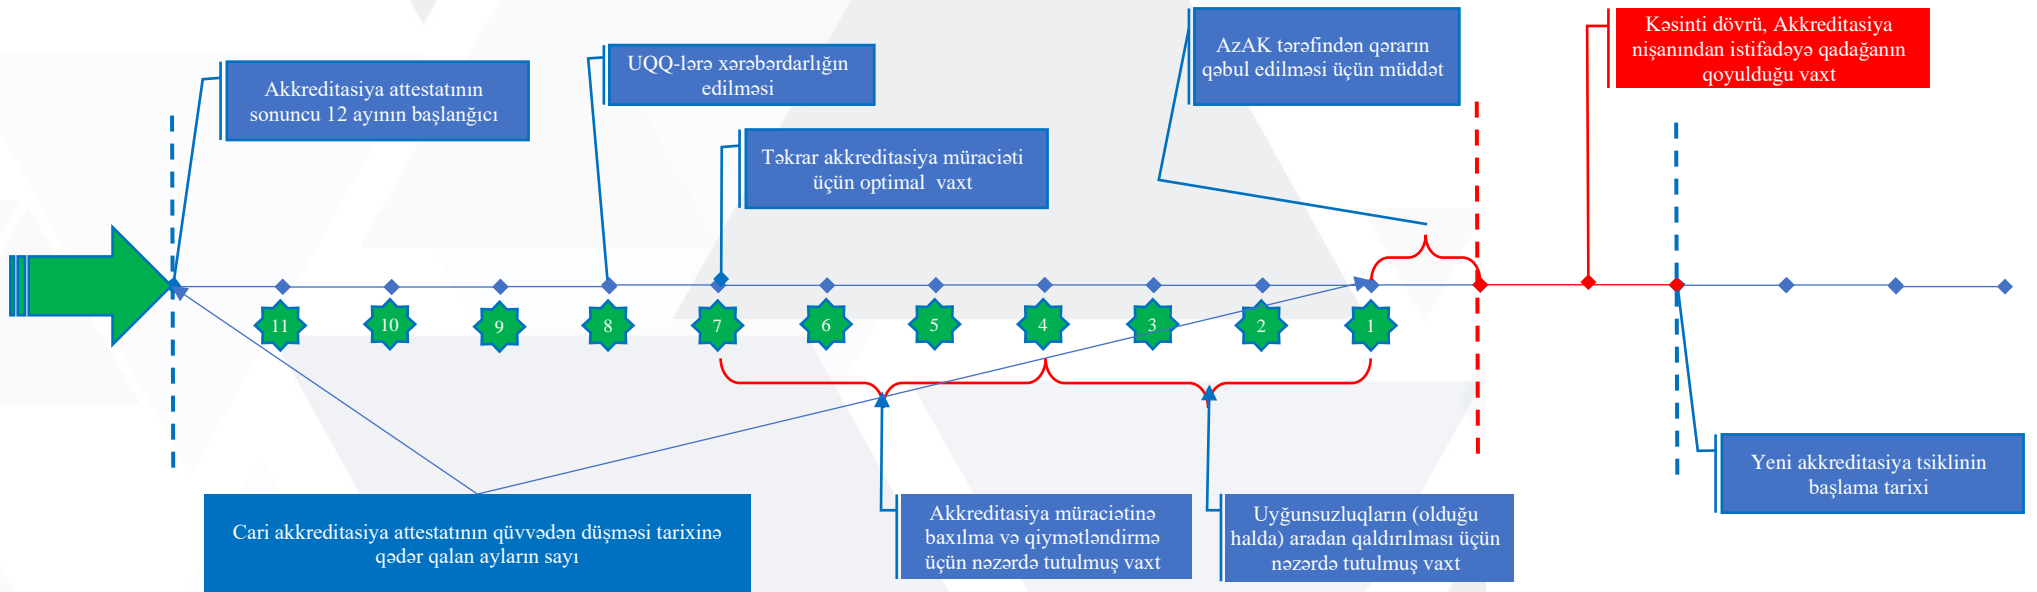 Akkreditasiya attestatının
sonuncu 12 ayının başlanğıcı
UQQ-lərə xərəbərdarlığın
edilməsi
Təkrar akkreditasiya müraciəti
üçün optimal vaxt
AzAK tərəfindən qərarın
qəbul edilməsi üçün müddət
Kəsinti dövrü, Akkreditasiya
nişanından istifadəyə qadağanın
qoyulduğu vaxt
11
10
9
8
7
6
5
4
3
2
1
Cari akkreditasiya attestatının qüvvədən düşməsi tarixinə
qədər qalan ayların sayı
Akkreditasiya müraciətinə
baxılma və qiymətləndirmə
üçün nəzərdə tutulmuş vaxt
Uyğunsuzluqların (olduğu
halda) aradan qaldırılması üçün
nəzərdə tutulmuş vaxt
Yeni akkreditasiya tsiklinin
başlama tarixi